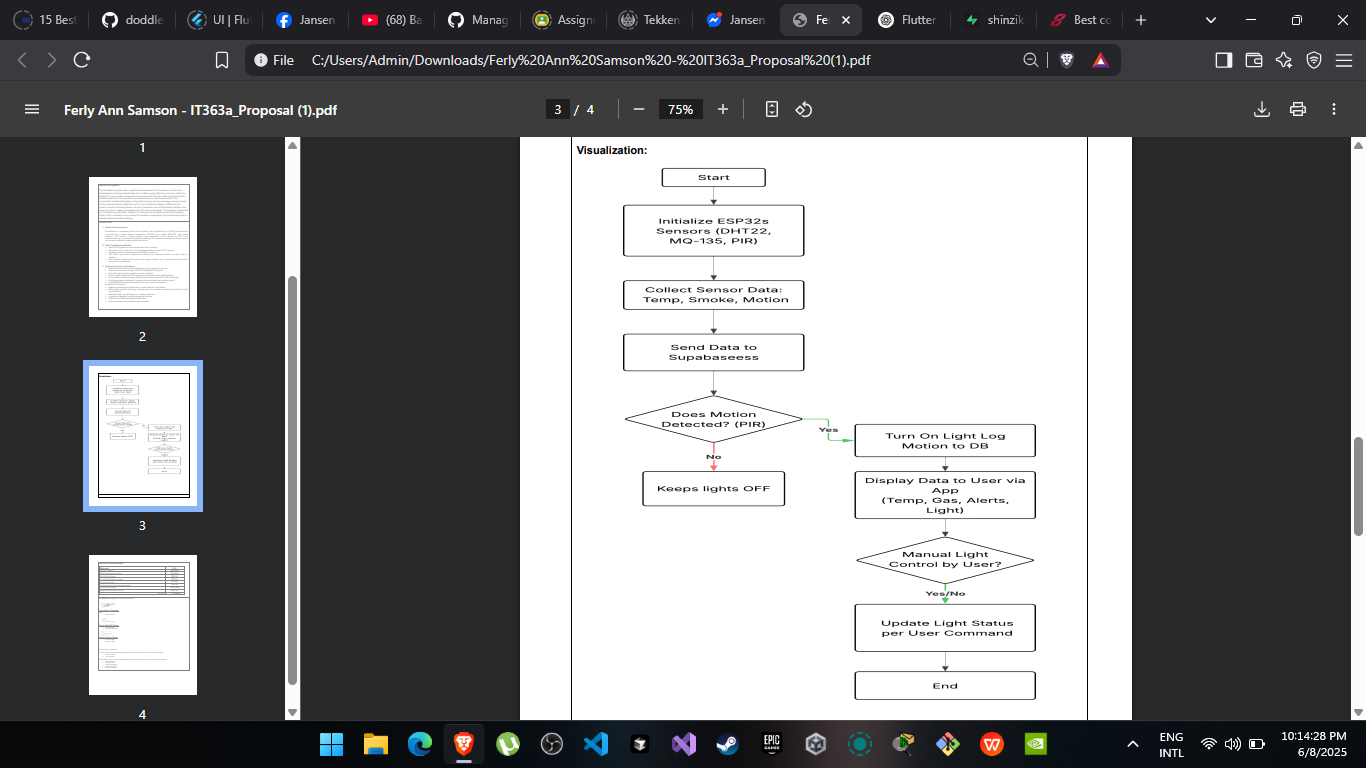 15 Best
doddle
UI | Flu
Jansen
(68) Ba
Manag
Assign
Tekken
Jansen
Fe
Flutter
shinzik
Best co
File
C:/Users/Admin/Downloads/Ferly%20Ann%20Samson%20-%20IT363a_Proposal%20(1).pdf
Ferly Ann Samson - IT363a_Proposal (1).pdf
3 / 4
75%
1
2
3
4
Visualization:
Start
Initialize ESP32s
Sensors (DHT22,
MQ-135, PIR)
Collect Sensor Data:
Temp, Smoke, Motion
Send Data to
Supabaseess
Does Motion
Detected? (PIR)
Yes
No
Keeps lights OFF
Turn On Light Log
Motion to DB
Display Data to User via
App
(Temp, Gas, Alerts,
Light)
Manual Light
Control by User?
Yes/No
Update Light Status
per User Command
End
EPIC
GAMES
ENG
INTL
10:14:28 PM
6/8/2025